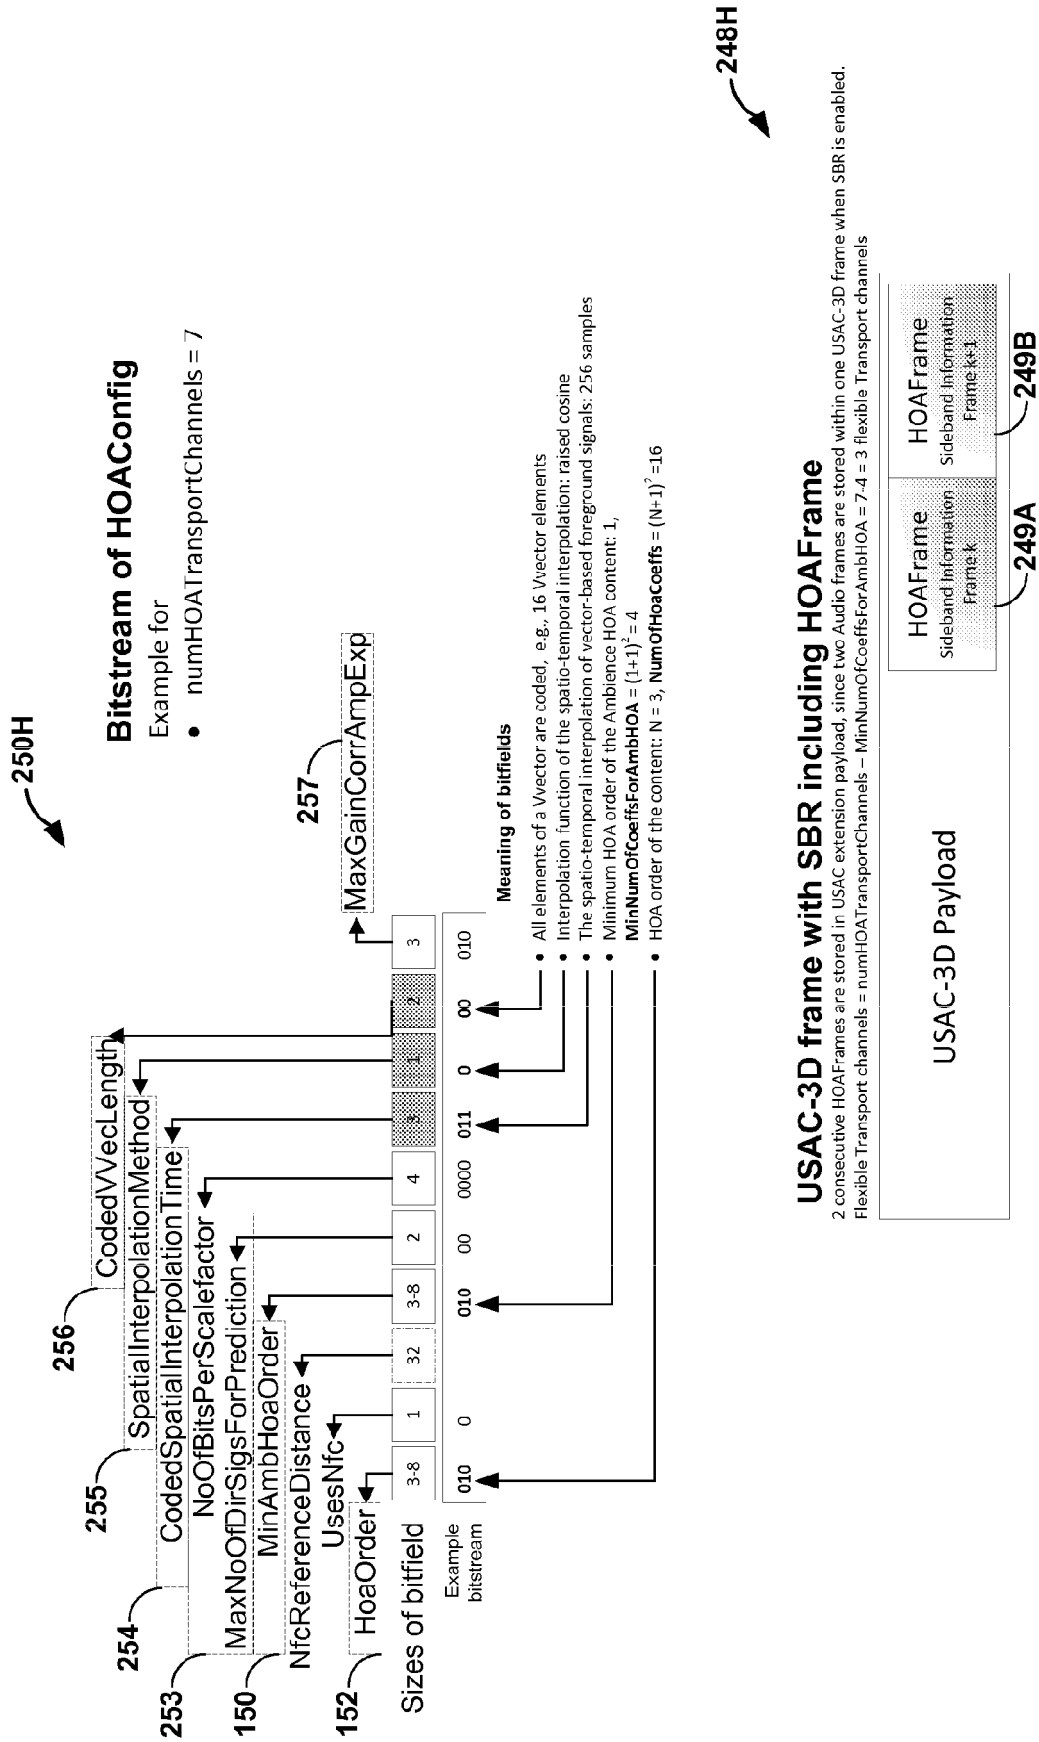 250H
Bitstream of HOAConfig
Example for
• numHOATransportChannels = 7
256
CodedVVecLength
255
SpatialInterpolationMethod
254
CodedSpatialInterpolationTime
253
NoOfBitsPerScalefactor
MaxNoOfDirSigsForPrediction
150
MinAmbHoaOrder
NfcReferenceDistance
UsesNfc
152
HoaOrder
257
MaxGainCorrAmpExp
Sizes of bitfield
3-8 1 32 3-8 2 4 3 1 2 3
Example
bitstream
010 0 010 00 0000 011 0 00 010
Meaning of bitfields
• All elements of a Vvector are coded, e.g., 16 Vvector elements
• Interpolation function of the spatio-temporal interpolation: raised cosine
• The spatio-temporal interpolation of vector-based foreground signals: 256 samples
• Minimum HOA order of the Ambience HOA content: 1,
MinNumOfCoeffsForAmbHOA = (1+1)² = 4
• HOA order of the content: N = 3, NumOfHoaCoeffs = (N+1)² =16
248H
USAC-3D frame with SBR including HOAFrame
2 consecutive HOAFrames are stored in USAC extension payload, since two Audio frames are stored within one USAC-3D frame when SBR is enabled.
Flexible Transport channels = numHOATransportChannels – MinNumOfCoeffsForAmbHOA = 7-4 = 3 flexible Transport channels
USAC-3D Payload
HOAFrame
Sideband Information
Frame k
HOAFrame
Sideband Information
Frame k+1
249A
249B